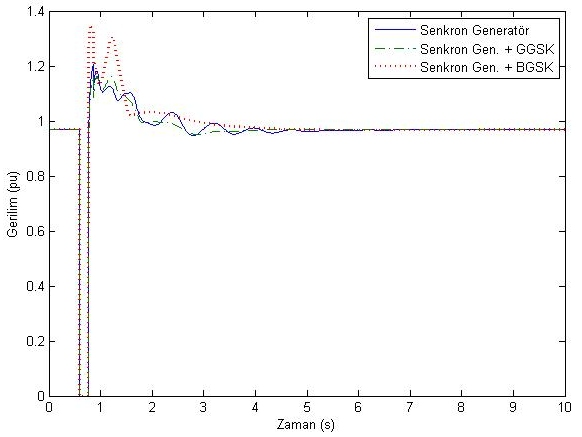 1.4
1.2
1
0.8
0.6
0.4
0.2
0
Gerilim (pu)
Senkron Generatör
Senkron Gen. + GGSK
Senkron Gen. + BGSK
0 1 2 3 4 5 6 7 8 9 10
Zaman (s)